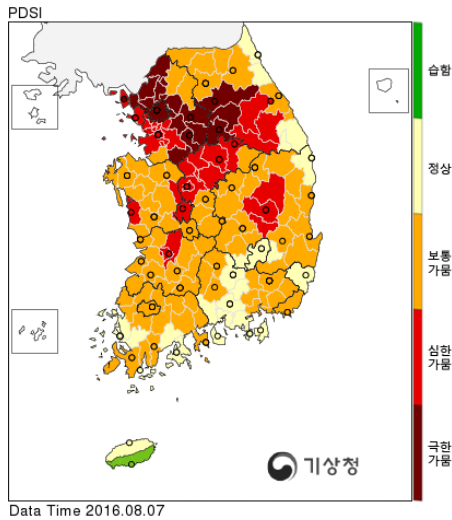 PDSI
습함
정상
보통
가뭄
심한
가뭄
극한
가뭄
기상청
Data Time 2016.08.07